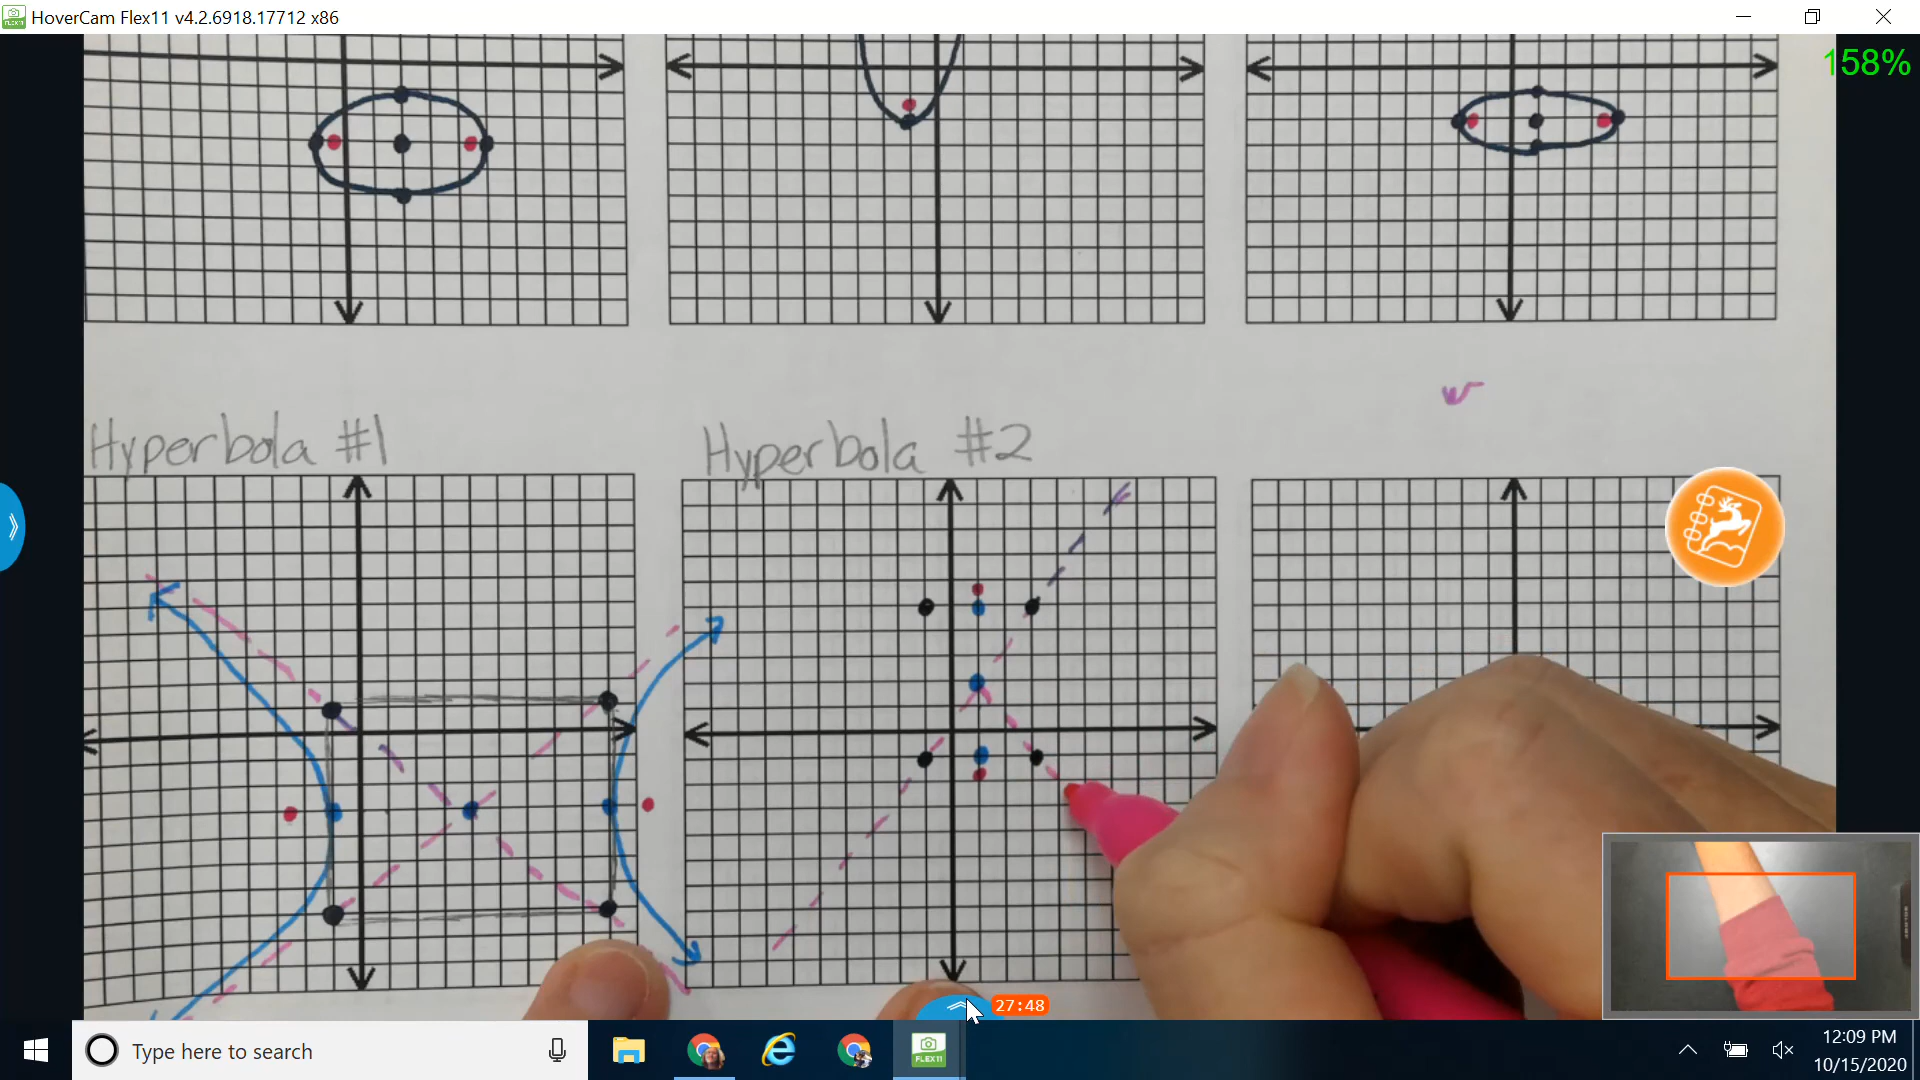 HoverCam Flex11 v4.2.6918.17712 x86
158%
Hyperbola #1
Hyperbola #2
27:48
Type here to search
FLEX11
12:09 PM
10/15/2020